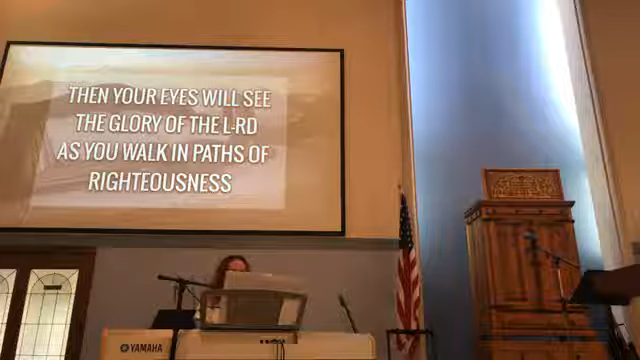 THEN YOUR EYES WILL SEE
THE GLORY OF THE L-RD
AS YOU WALK IN PATHS OF
RIGHTEOUSNESS
YAMAHA